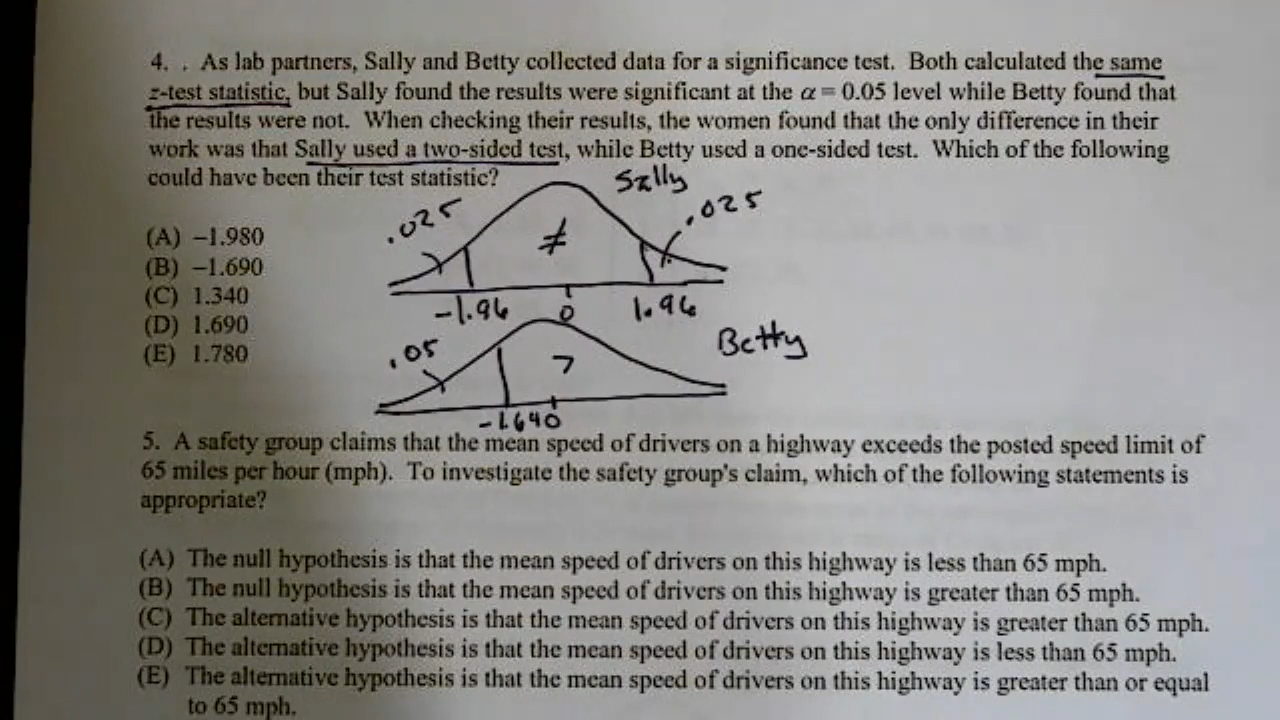 4. . As lab partners, Sally and Betty collected data for a significance test. Both calculated the same
z-test statistic, but Sally found the results were significant at the α = 0.05 level while Betty found that
the results were not. When checking their results, the women found that the only difference in their
work was that Sally used a two-sided test, while Betty used a one-sided test. Which of the following
could have been their test statistic?
Sally
.025
.025
≠
(A) −1.980
(B) −1.690
(C) 1.340
(D) 1.690
(E) 1.780
-1.96 0 1.96
Betty
.05
>
-1.64 0
5. A safety group claims that the mean speed of drivers on a highway exceeds the posted speed limit of
65 miles per hour (mph). To investigate the safety group's claim, which of the following statements is
appropriate?
(A) The null hypothesis is that the mean speed of drivers on this highway is less than 65 mph.
(B) The null hypothesis is that the mean speed of drivers on this highway is greater than 65 mph.
(C) The alternative hypothesis is that the mean speed of drivers on this highway is greater than 65 mph.
(D) The alternative hypothesis is that the mean speed of drivers on this highway is less than 65 mph.
(E) The alternative hypothesis is that the mean speed of drivers on this highway is greater than or equal
to 65 mph.